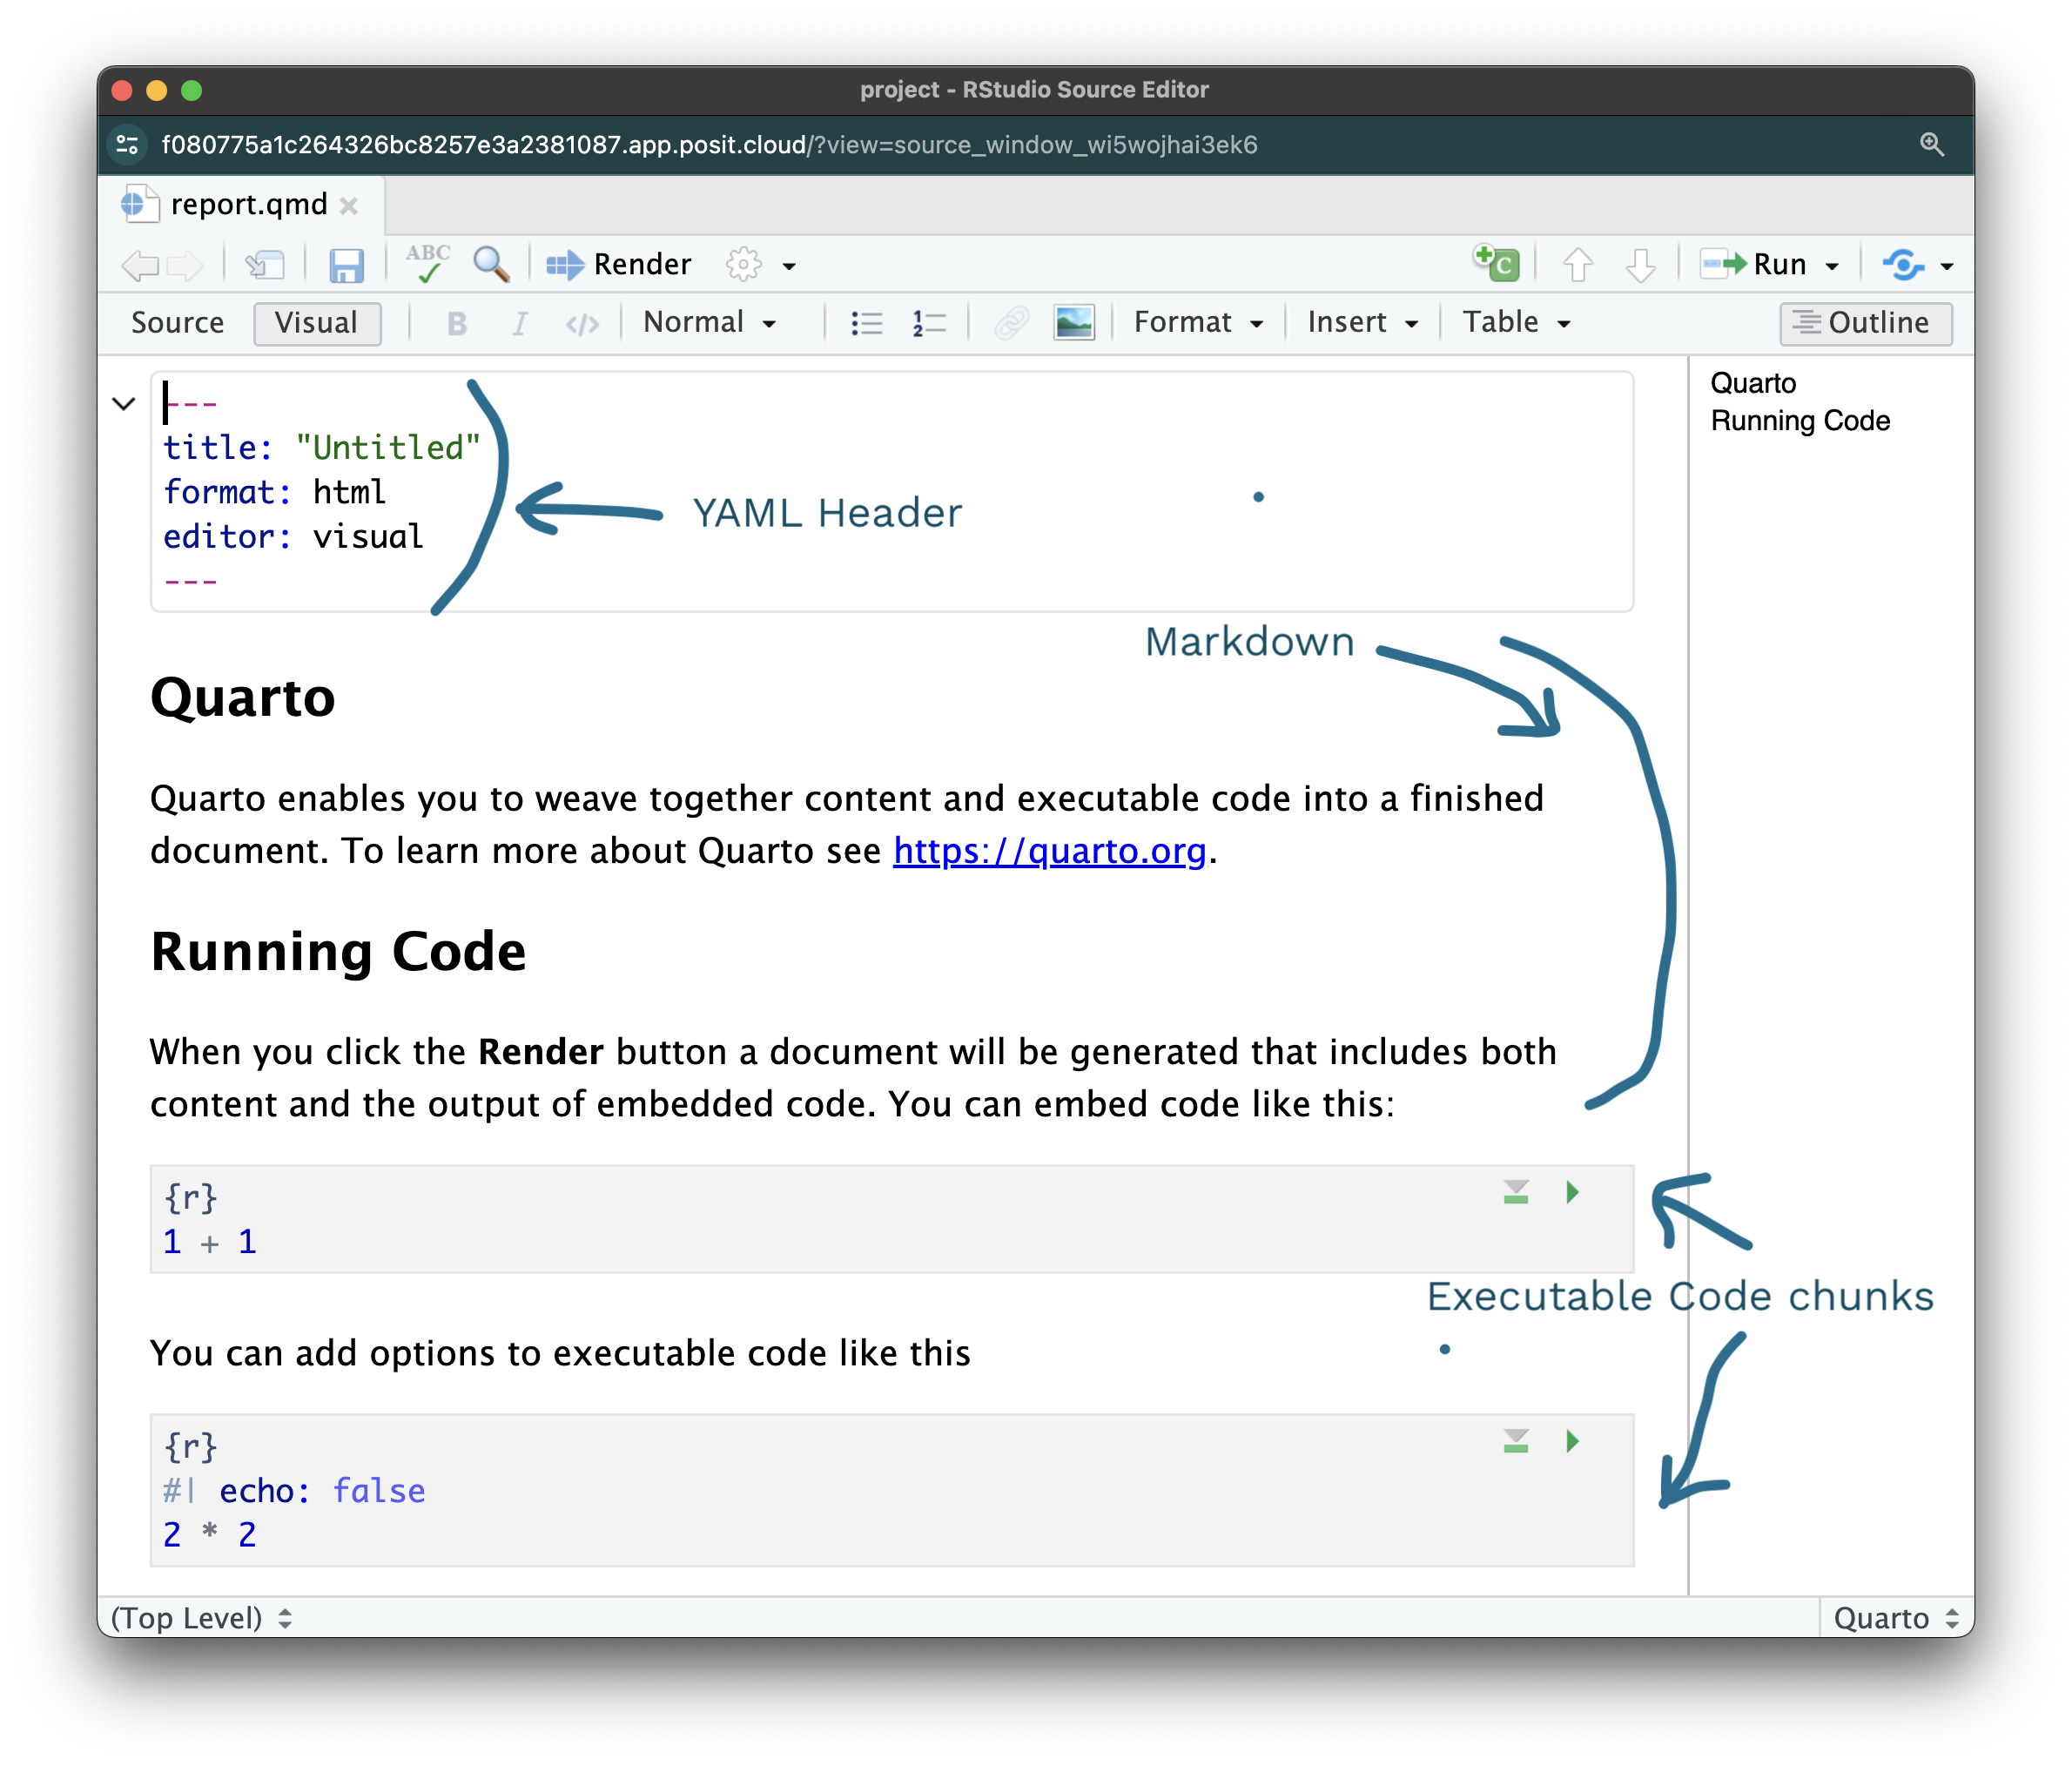 project - RStudio Source Editor
f080775a1c264326bc8257e3a2381087.app.posit.cloud/?view=source_window_wi5wojhai3ek6
report.qmd
ABC Render C Run
Source Visual B I </> Normal Format Insert Table Outline
---
title: "Untitled"
format: html
editor: visual
---
YAML Header
Quarto
Running Code
Markdown
Quarto
Quarto enables you to weave together content and executable code into a finished
document. To learn more about Quarto see https://quarto.org.
Running Code
When you click the Render button a document will be generated that includes both
content and the output of embedded code. You can embed code like this:
{r}
1 + 1
Executable Code chunks
You can add options to executable code like this
{r}
#| echo: false
2 * 2
(Top Level) Quarto